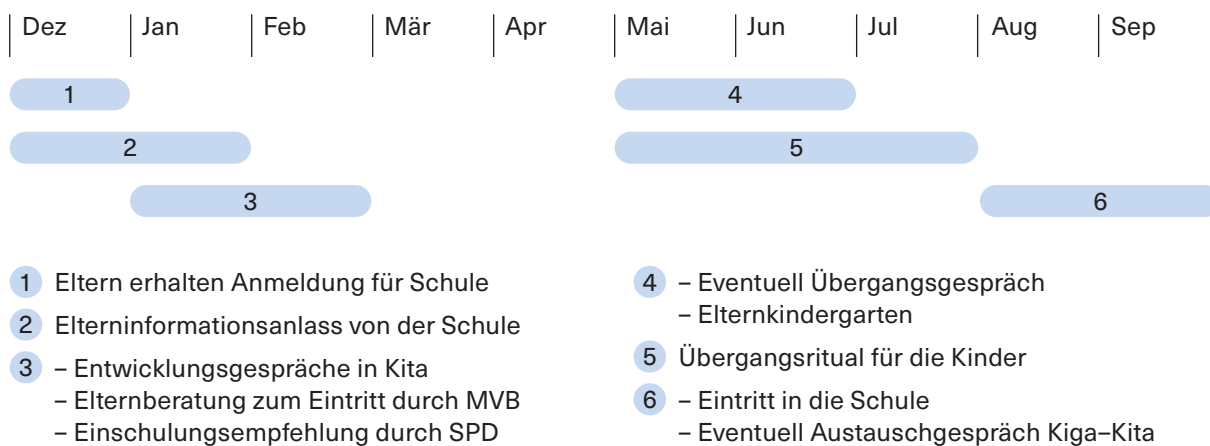 Dez Jan Feb Mär Apr Mai Jun Jul Aug Sep
1 4
2 5
3 6
1 Eltern erhalten Anmeldung für Schule
2 Elterninformationsanlass von der Schule
3 – Entwicklungsgespräche in Kita
– Elternberatung zum Eintritt durch MVB
– Einschulungsempfehlung durch SPD
4 – Eventuell Übergangsgespräch
– Elternkindergarten
5 Übergangsritual für die Kinder
6 – Eintritt in die Schule
– Eventuell Austauschgespräch Kiga–Kita